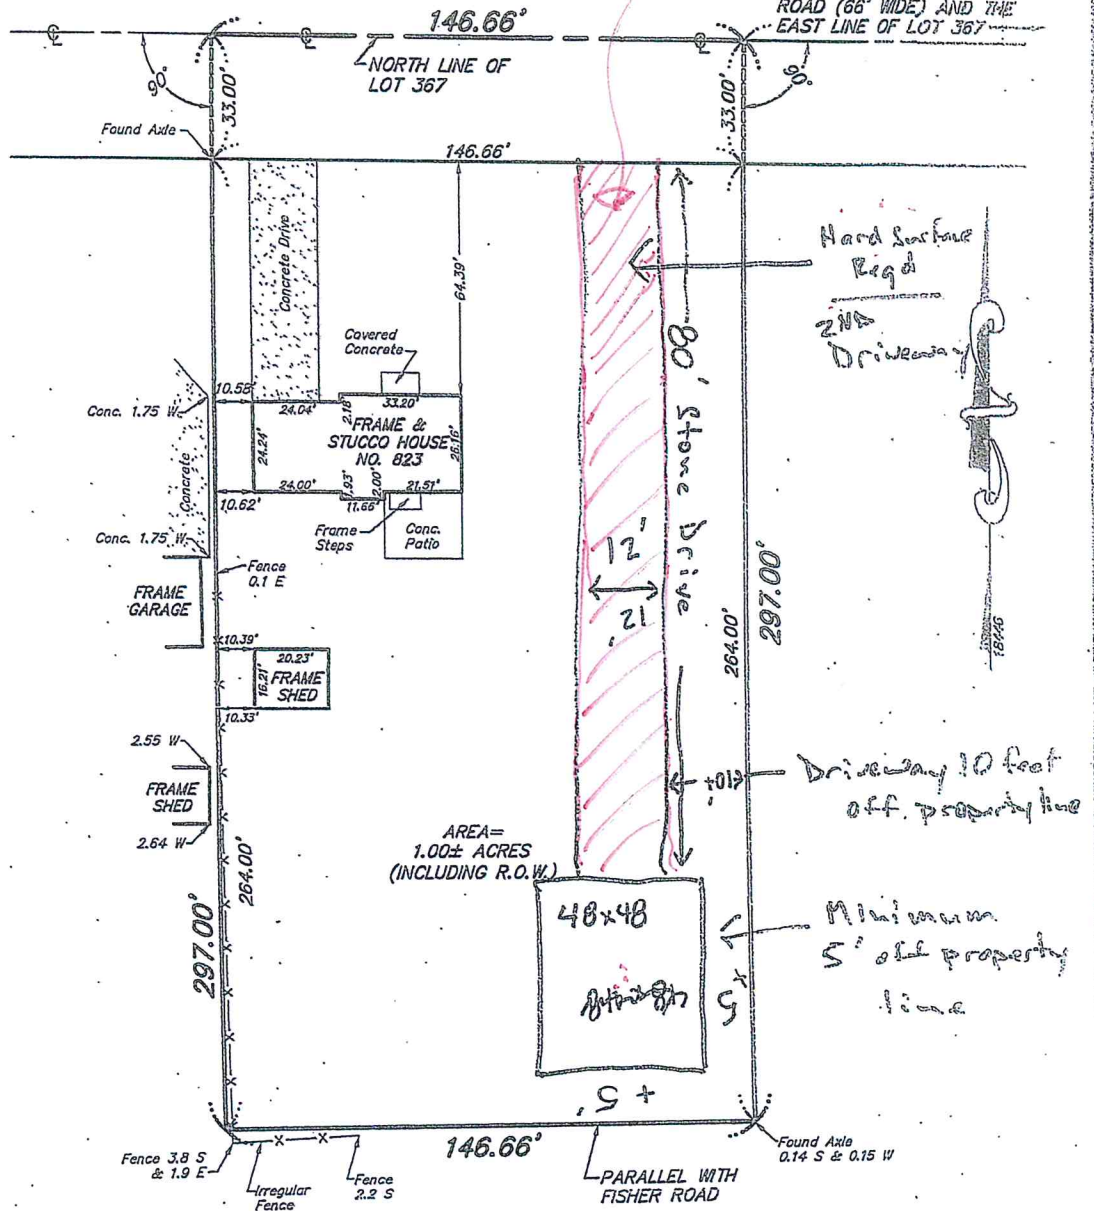 ROAD (66' WIDE) AND THE
EAST LINE OF LOT 367
146.66'
NORTH LINE OF
LOT 367
90°
90°
33.00'
33.00'
Found Axle
146.66'
Concrete Drive
64.39'
Hard Surface
Reqd
2ND
Driveway
Covered
Concrete
10.58'
Conc. 1.75 W
24.04'
2.18'
33.20'
FRAME &
STUCCO HOUSE
NO. 823
24.24'
26.16'
Concrete
24.00'
.93'
2.00'
21.51'
11.66'
10.62'
Frame
Steps
Conc.
Patio
Conc. 1.75 W
80' Stone Drive
12'
12'
Fence
0.1 E
FRAME
GARAGE
264.00'
297.00'
18446
10.39'
20.23'
16.21'
FRAME
SHED
10.33'
2.55 W
FRAME
SHED
2.64 W
10'+
Driveway 10 feet
off property line
AREA=
1.00± ACRES
(INCLUDING R.O.W.)
264.00'
297.00'
48x48
Minimum
5' off property
line
+5'
+5'
146.66'
Found Axle
0.14 S & 0.15 W
Fence 3.8 S
& 1.9 E
Irregular
Fence
Fence
2.2 S
PARALLEL WITH
FISHER ROAD